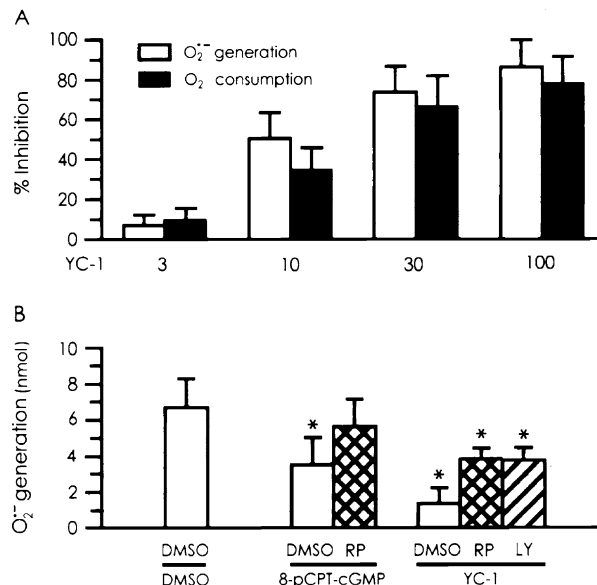 A
100
80
60
40
20
0
% Inhibition
O₂·⁻ generation
O₂ consumption
YC-1 3 10 30 100
B
10
8
6
4
2
0
O₂·⁻ generation (nmol)
*
* * *
DMSO DMSO RP DMSO RP LY
DMSO 8-pCPT-cGMP YC-1